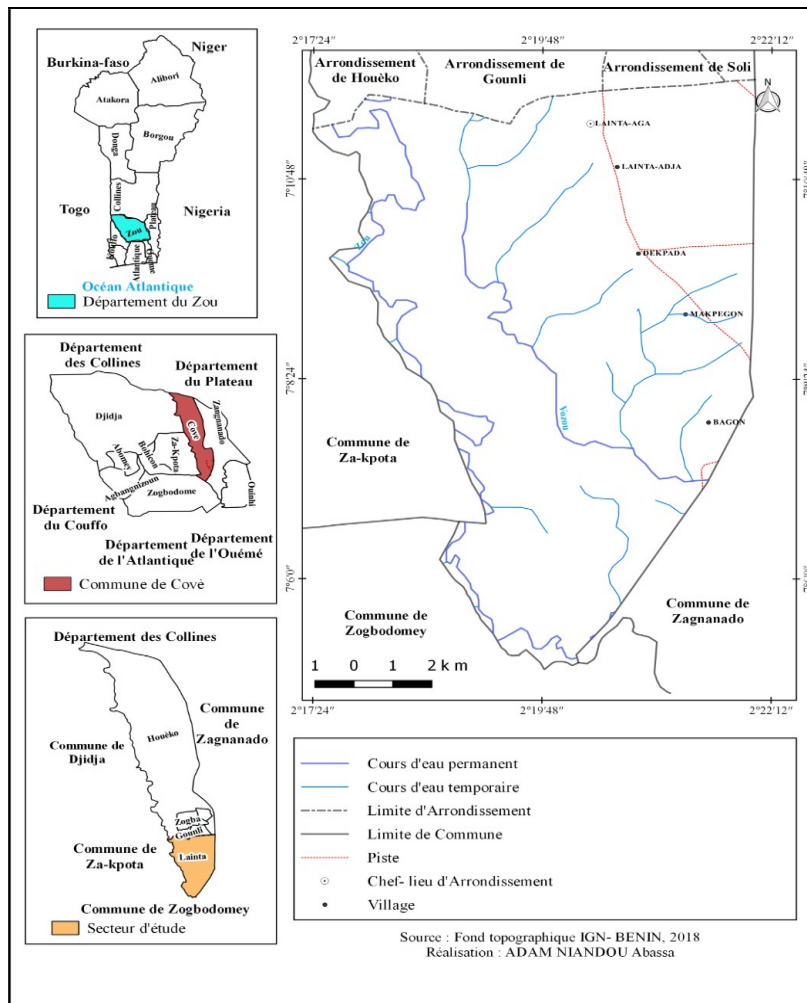 Niger
Burkina-faso
Alibori
Atakora
Borgou
Donga
Collines
Togo
Nigeria
Plateau
Zou
Couffo
Atlantique
Océan Atlantique
Département du Zou
Département
des Collines
Département
du Plateau
Djidja
Covè
Zangnanado
Abomey
Bohicon
Za-Kpota
Agbangnizoun
Zogbodome
Ouinhi
Département
du Couffo
Département
de l'Atlantique
Département
de l'Ouémé
Commune de Covè
Département des Collines
Commune
de
Zagnanado
Houèko
Commune de
Djidja
Zogba
Gounli
Commune de
Za-kpota
Lainta
Commune de Zogbodomey
Secteur d'étude
2°17'24"
2°19'48"
2°22'12"
Arrondissement
de Houèko
Arrondissement de
Gounli
Arrondissement de Soli
N
LAINTA-AGA
LAINTA-ADJA
7°10'48"
Zou
DEKPADA
MAKPEGON
7°8'24"
Vozou
BAGON
Commune de
Za-kpota
7°6'0"
Commune de
Zogbodomey
Commune de
Zagnanado
1 0 1 2 km
2°17'24"
2°19'48"
2°22'12"
Cours d'eau permanent
Cours d'eau temporaire
Limite d'Arrondissement
Limite de Commune
Piste
Chef- lieu d'Arrondissement
Village
Source : Fond topographique IGN- BENIN, 2018
Réalisation : ADAM NIANDOU Abassa